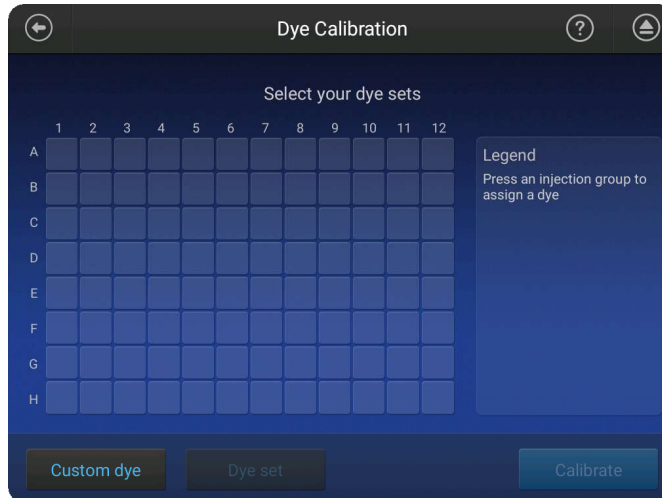 Dye Calibration
?
Select your dye sets
1 2 3 4 5 6 7 8 9 10 11 12
A
B
C
D
E
F
G
H
Legend
Press an injection group to
assign a dye
Custom dye
Dye set
Calibrate